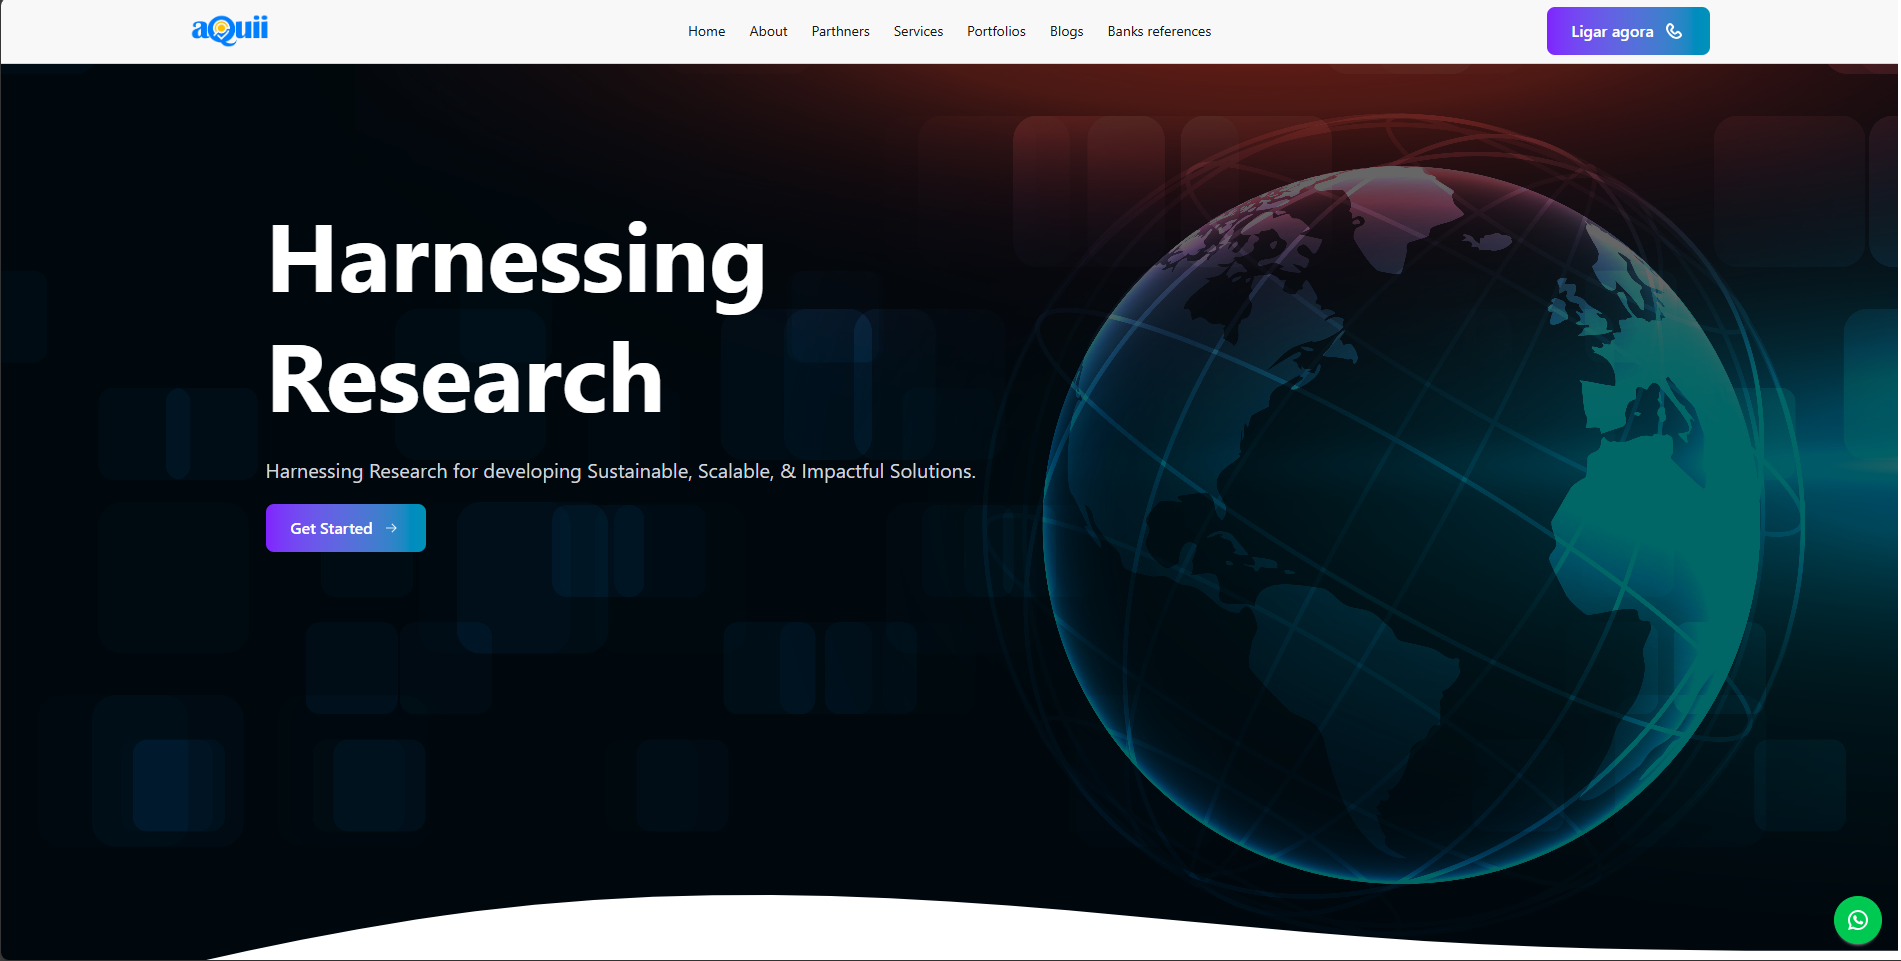 aQuii
Home About Parthners Services Portfolios Blogs Banks references
Ligar agora
Harnessing
Research
Harnessing Research for developing Sustainable, Scalable, & Impactful Solutions.
Get Started